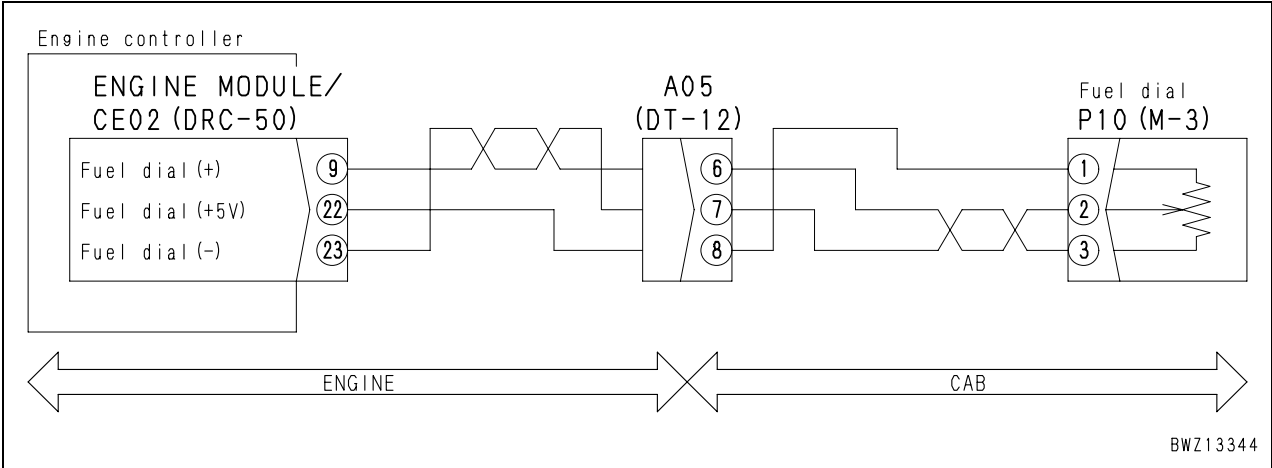 Engine controller
ENGINE MODULE/
CE02 (DRC-50)
Fuel dial (+)
Fuel dial (+5V)
Fuel dial (-)
9
22
23
A05
(DT-12)
6
7
8
Fuel dial
P10 (M-3)
1
2
3
ENGINE
CAB
BWZ13344